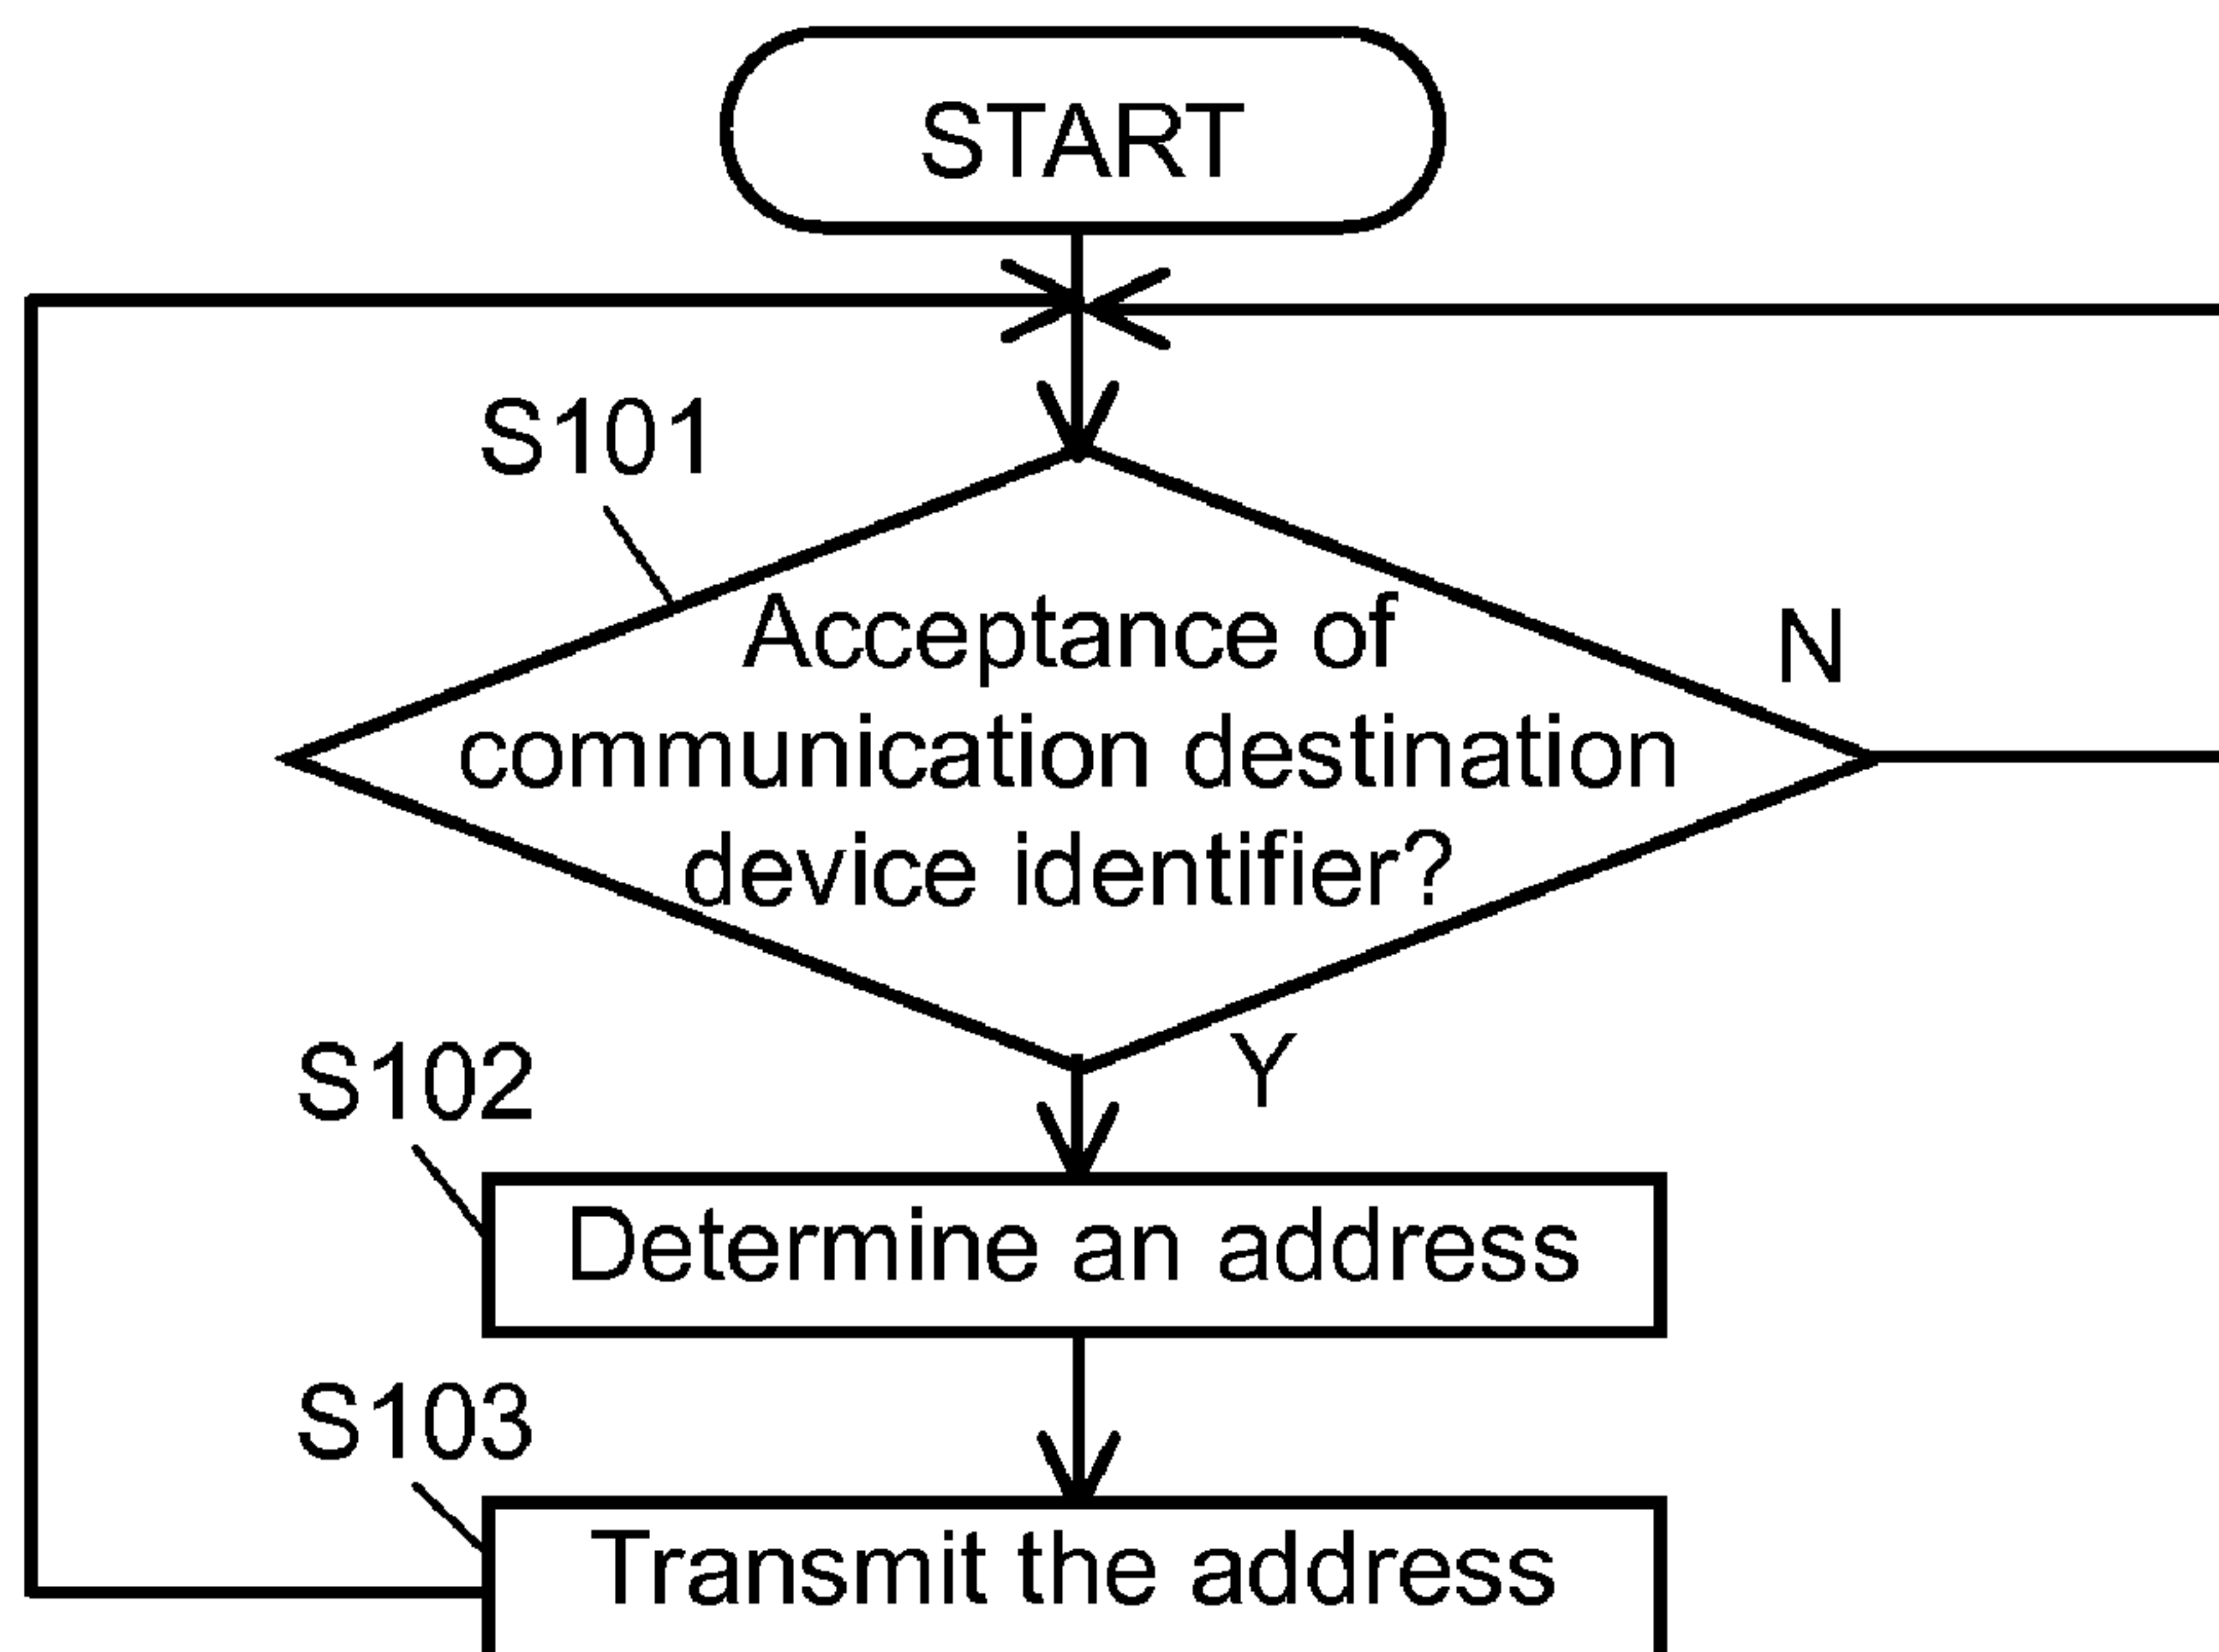 START
S101
Acceptance of
communication destination
device identifier?
N
Y
S102
Determine an address
S103
Transmit the address